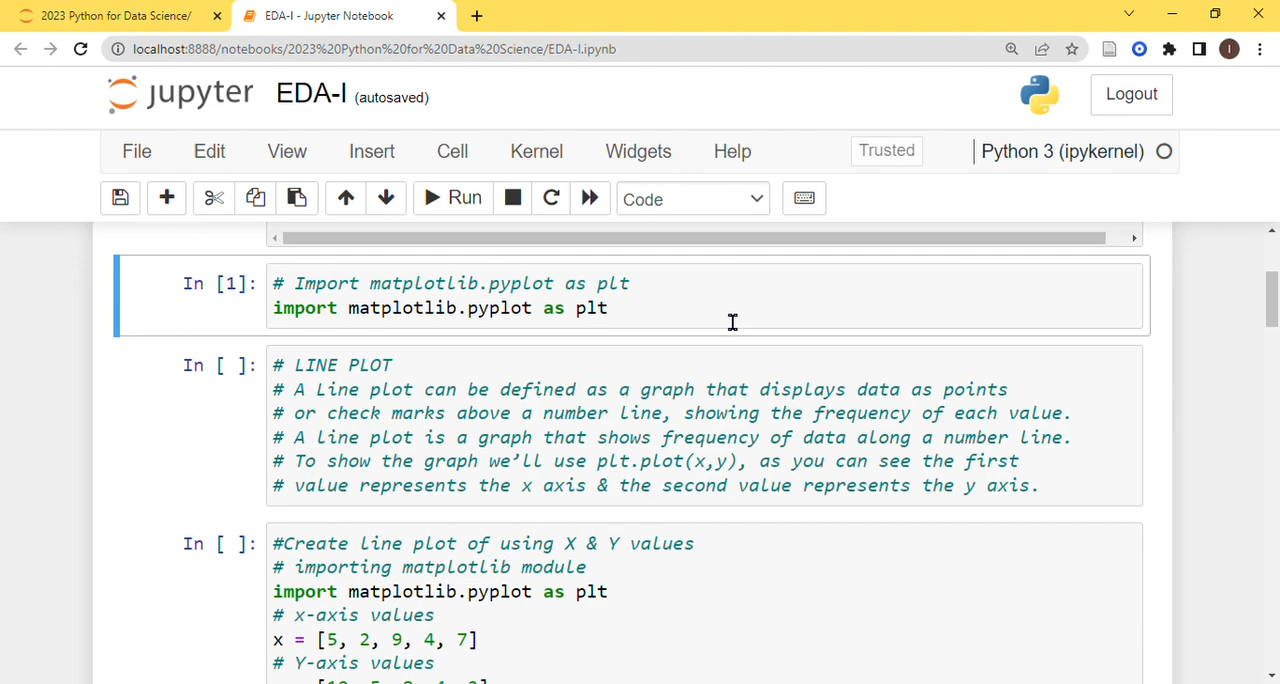 2023 Python for Data Science/
EDA-I - Jupyter Notebook
localhost:8888/notebooks/2023%20Python%20for%20Data%20Science/EDA-I.ipynb
I
jupyter EDA-I (autosaved)
Logout
File Edit View Insert Cell Kernel Widgets Help
Trusted
Python 3 (ipykernel)
Run
Code
In [1]: # Import matplotlib.pyplot as plt
import matplotlib.pyplot as plt
In [ ]: # LINE PLOT
# A Line plot can be defined as a graph that displays data as points
# or check marks above a number line, showing the frequency of each value.
# A line plot is a graph that shows frequency of data along a number line.
# To show the graph we’ll use plt.plot(x,y), as you can see the first
# value represents the x axis & the second value represents the y axis.
In [ ]: #Create line plot of using X & Y values
# importing matplotlib module
import matplotlib.pyplot as plt
# x-axis values
x = [5, 2, 9, 4, 7]
# Y-axis values